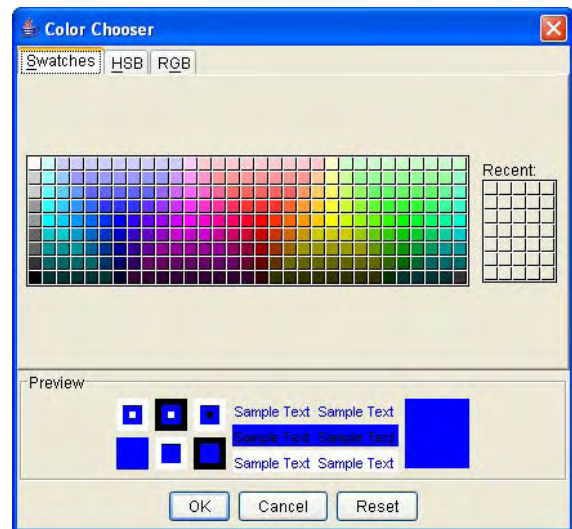 Color Chooser
Swatches HSB RGB
Recent:
Preview
Sample Text Sample Text
Sample Text Sample Text
Sample Text Sample Text
OK Cancel Reset